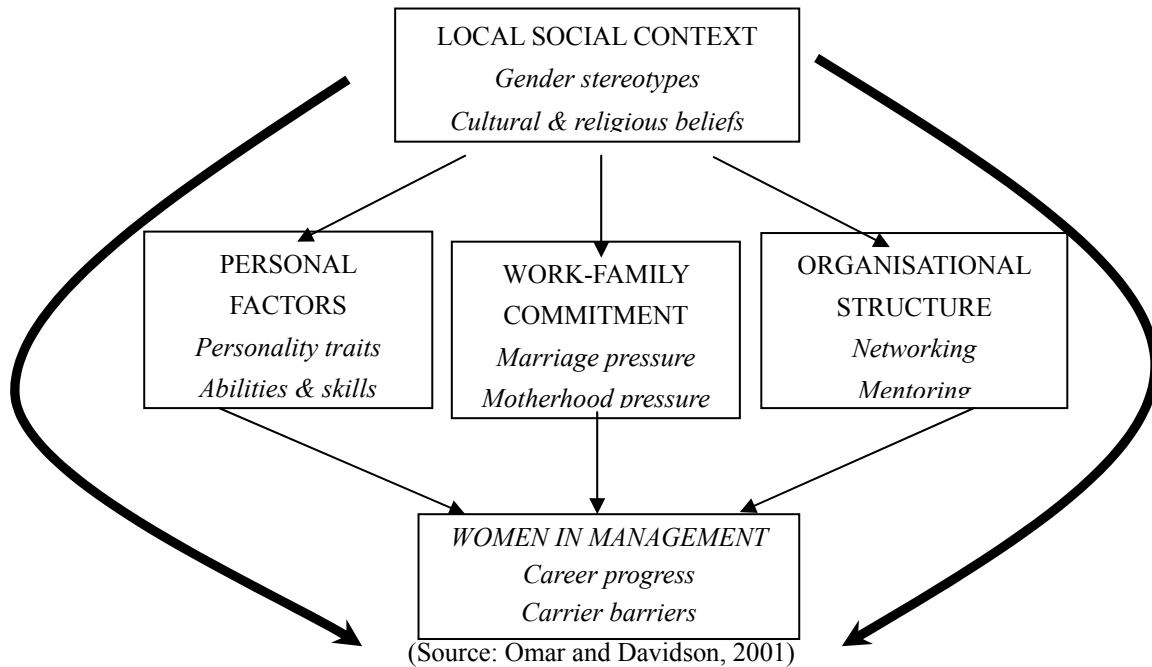 LOCAL SOCIAL CONTEXT
Gender stereotypes
Cultural & religious beliefs
PERSONAL
FACTORS
Personality traits
Abilities & skills
WORK-FAMILY
COMMITMENT
Marriage pressure
Motherhood pressure
ORGANISATIONAL
STRUCTURE
Networking
Mentoring
WOMEN IN MANAGEMENT
Career progress
Carrier barriers
(Source: Omar and Davidson, 2001)